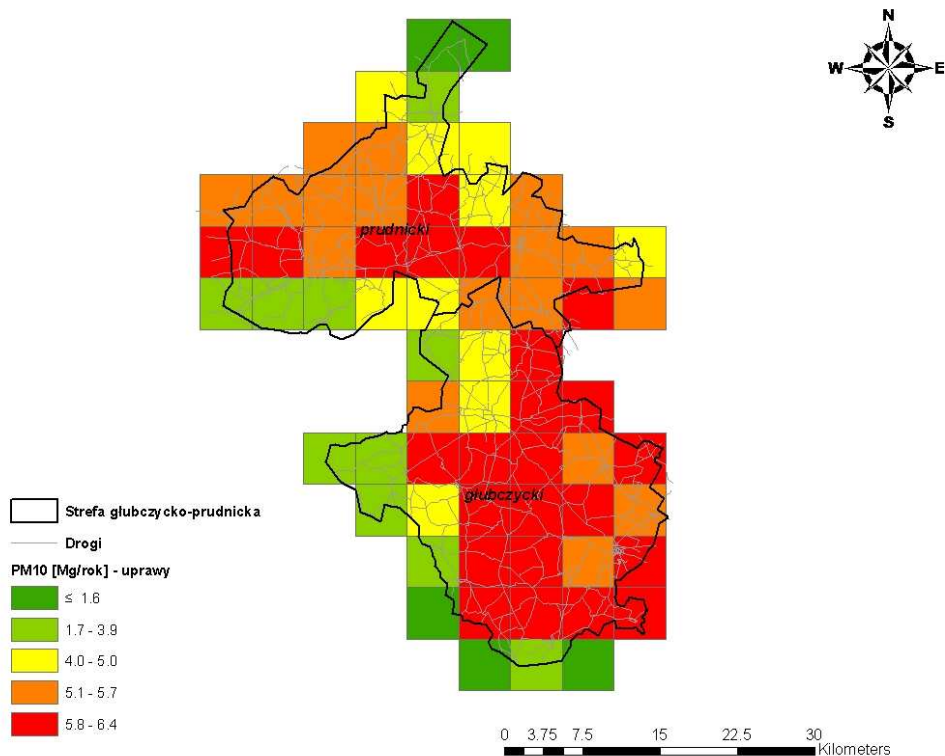 N
W E
S
prudnicki
głubczycki
Strefa głubczycko-prudnicka
Drogi
PM10 [Mg/rok] - uprawy
≤ 1.6
1.7 - 3.9
4.0 - 5.0
5.1 - 5.7
5.8 - 6.4
0 3.75 7.5 15 22.5 30
Kilometers